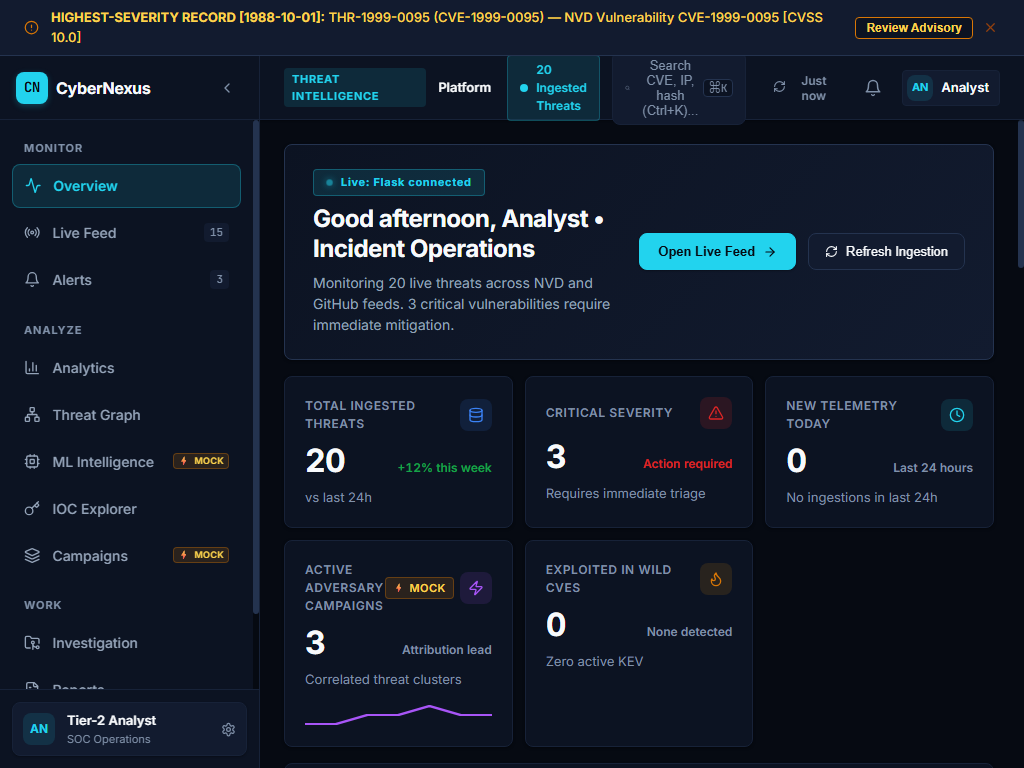 HIGHEST-SEVERITY RECORD [1988-10-01]: THR-1999-0095 (CVE-1999-0095) — NVD Vulnerability CVE-1999-0095 [CVSS
10.0]
Review Advisory
CN CyberNexus
THREAT
INTELLIGENCE
Platform
20
Ingested
Threats
Search
CVE, IP,
hash
(Ctrl+K)...
⌘K
Just
now
AN Analyst
MONITOR
Overview
Live Feed 15
Alerts 3
ANALYZE
Analytics
Threat Graph
ML Intelligence MOCK
IOC Explorer
Campaigns MOCK
WORK
Investigation
Reports
AN Tier-2 Analyst
SOC Operations
Live: Flask connected
Good afternoon, Analyst •
Incident Operations
Monitoring 20 live threats across NVD and
GitHub feeds. 3 critical vulnerabilities require
immediate mitigation.
Open Live Feed
Refresh Ingestion
TOTAL INGESTED
THREATS
20 +12% this week
vs last 24h
CRITICAL SEVERITY
3 Action required
Requires immediate triage
NEW TELEMETRY
TODAY
0 Last 24 hours
No ingestions in last 24h
ACTIVE
ADVERSARY MOCK
CAMPAIGNS
3 Attribution lead
Correlated threat clusters
EXPLOITED IN WILD
CVES
0 None detected
Zero active KEV